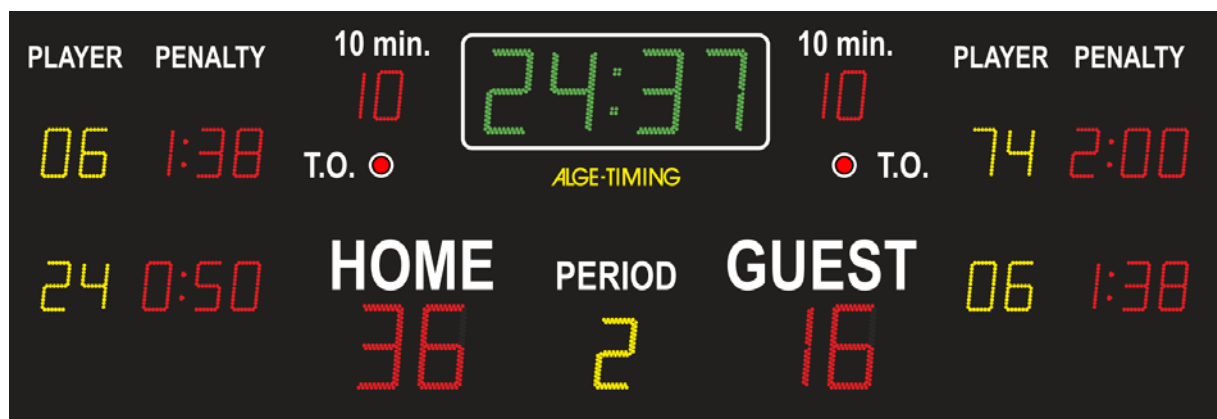 PLAYER PENALTY 10 min. 24:37 10 min. PLAYER PENALTY
10 10
06 1:38 T.O. ALGE-TIMING T.O. 74 2:00
HOME PERIOD GUEST
24 0:50 06 1:38
36 2 16